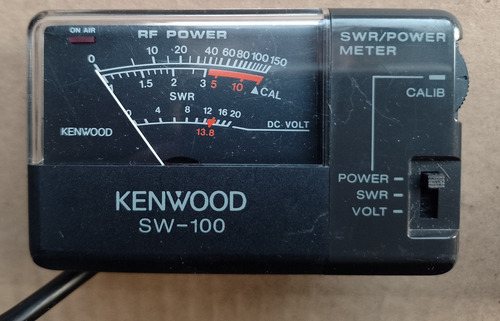 RF POWER
ON AIR
0 10 20 40 60 80 100 150
1 1.5 2 3 5 10 ▲CAL
SWR
0 4 8 12 16 20 DC VOLT
13.8
KENWOOD
KENWOOD
SW-100
SWR/POWER
METER
CALIB
POWER
SWR
VOLT